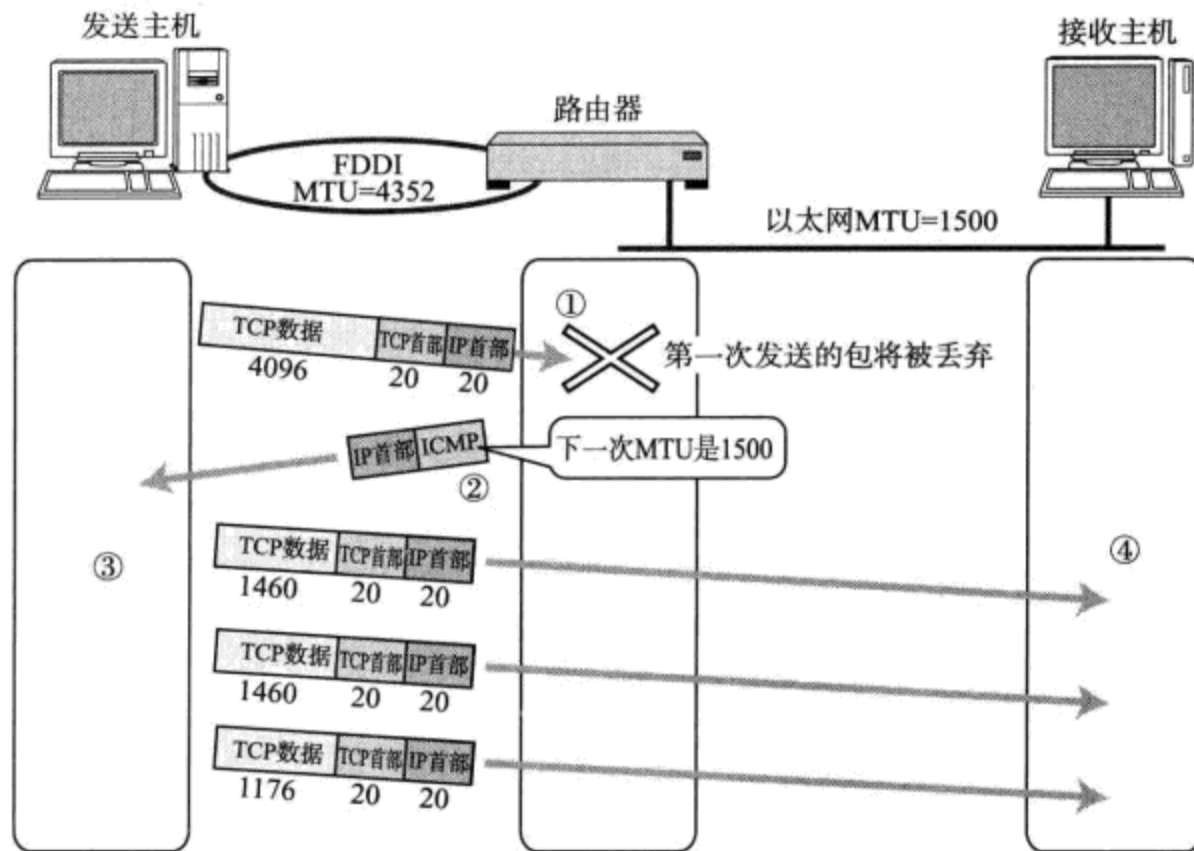 发送主机
接收主机
路由器
FDDI
MTU=4352
以太网MTU=1500
①
TCP数据 TCP首部 IP首部
4096 20 20
第一次发送的包将被丢弃
IP首部 ICMP
下一次MTU是1500
②
③
④
TCP数据 TCP首部 IP首部
1460 20 20
TCP数据 TCP首部 IP首部
1460 20 20
TCP数据 TCP首部 IP首部
1176 20 20